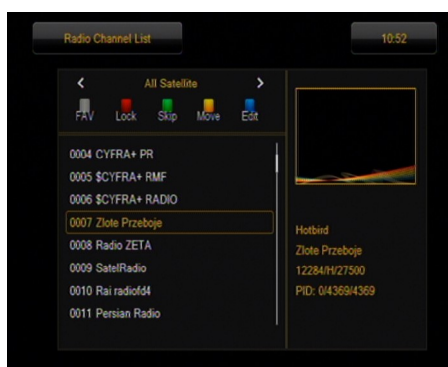 Radio Channel List
10:52
All Satellite
FAV Lock Skip Move Edit
0004 CYFRA+ PR
0005 $CYFRA+ RMF
0006 $CYFRA+ RADIO
0007 Zlote Przeboje
0008 Radio ZETA
0009 SatelRadio
0010 Rai radiofd4
0011 Persian Radio
Hotbird
Zlote Przeboje
12284/H/27500
PID: 0/4369/4369